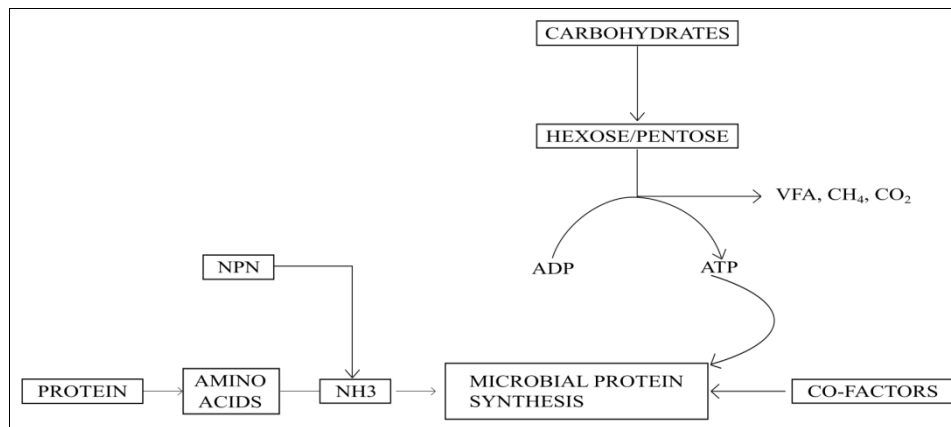 CARBOHYDRATES
HEXOSE/PENTOSE
VFA, CH₄, CO₂
NPN
ADP
ATP
PROTEIN
AMINO
ACIDS
NH3
MICROBIAL PROTEIN
SYNTHESIS
CO-FACTORS